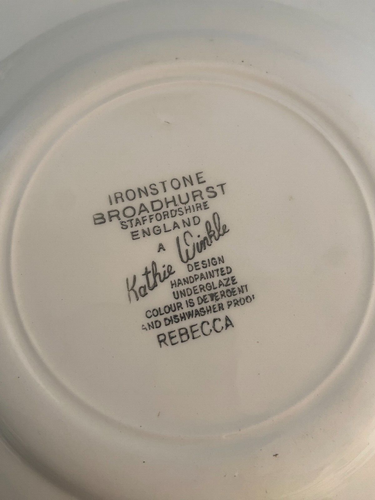 IRONSTONE
BROADHURST
STAFFORDSHIRE
ENGLAND
A
Kathie Winkle
DESIGN
HANDPAINTED
UNDERGLAZE
COLOUR IS DETERGENT
AND DISHWASHER PROOF
REBECCA